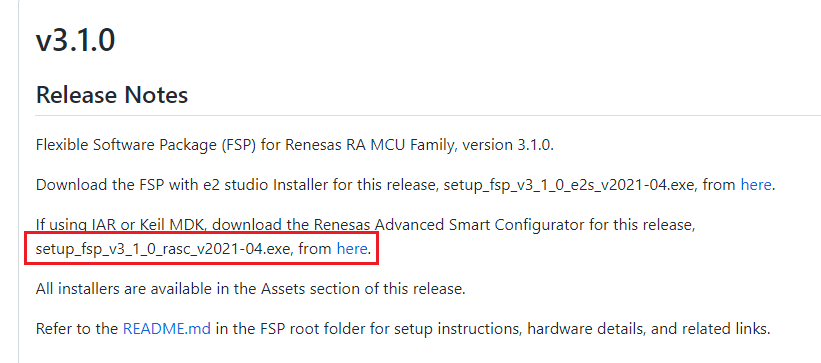 v3.1.0
Release Notes
Flexible Software Package (FSP) for Renesas RA MCU Family, version 3.1.0.
Download the FSP with e2 studio Installer for this release, setup_fsp_v3_1_0_e2s_v2021-04.exe, from here.
If using IAR or Keil MDK, download the Renesas Advanced Smart Configurator for this release,
setup_fsp_v3_1_0_rasc_v2021-04.exe, from here.
All installers are available in the Assets section of this release.
Refer to the README.md in the FSP root folder for setup instructions, hardware details, and related links.